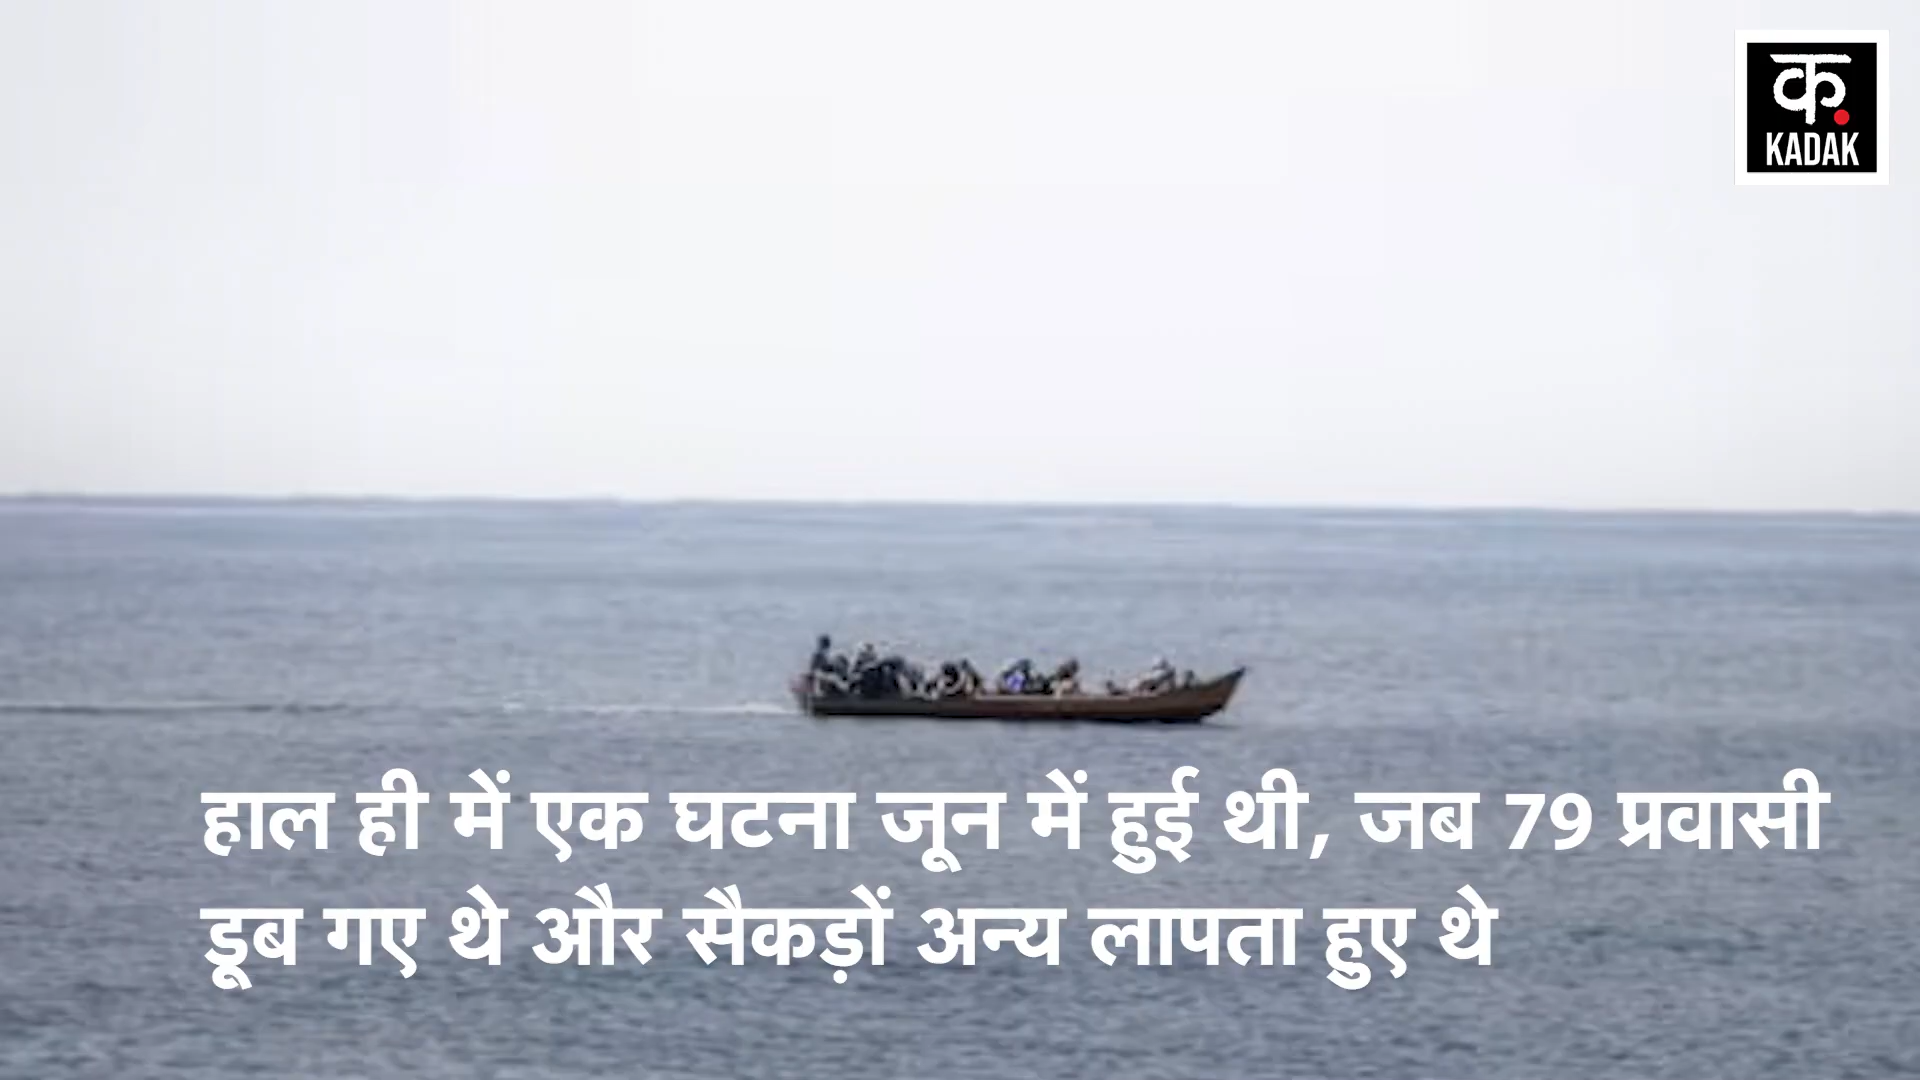 क
KADAK
हाल ही में एक घटना जून में हुई थी, जब 79 प्रवासी
डूब गए थे और सैकड़ों अन्य लापता हुए थे